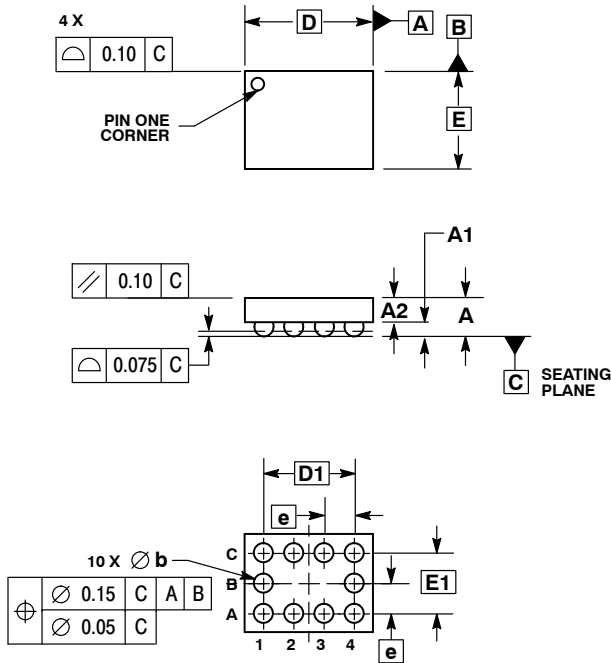 4 X
D
A
B
⌓ 0.10 C
PIN ONE
CORNER
E
A1
// 0.10 C
A2
A
⌓ 0.075 C
C
SEATING
PLANE
D1
e
10 X ∅ b
C
B
A
E1
⌖ ∅ 0.15 C A B
∅ 0.05 C
1 2 3 4
e